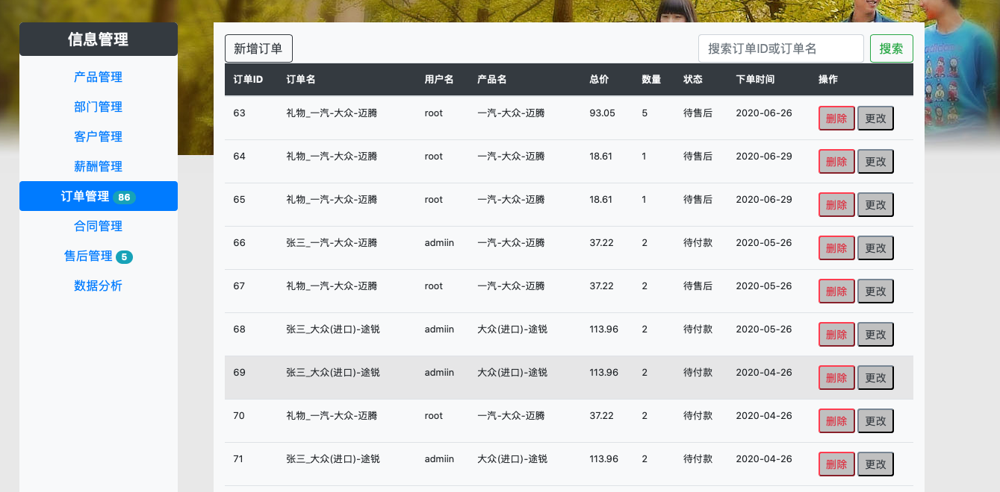 信息管理
产品管理
部门管理
客户管理
薪酬管理
订单管理 86
合同管理
售后管理 5
数据分析
新增订单 搜索订单ID或订单名 搜索
订单ID 订单名 用户名 产品名 总价 数量 状态 下单时间 操作
63 礼物_一汽-大众-迈腾 root 一汽-大众-迈腾 93.05 5 待售后 2020-06-26 删除 更改
64 礼物_一汽-大众-迈腾 root 一汽-大众-迈腾 18.61 1 待售后 2020-06-29 删除 更改
65 礼物_一汽-大众-迈腾 root 一汽-大众-迈腾 18.61 1 待售后 2020-06-29 删除 更改
66 张三_一汽-大众-迈腾 admiin 一汽-大众-迈腾 37.22 2 待付款 2020-05-26 删除 更改
67 礼物_一汽-大众-迈腾 root 一汽-大众-迈腾 37.22 2 待售后 2020-05-26 删除 更改
68 张三_大众(进口)-途锐 admiin 大众(进口)-途锐 113.96 2 待付款 2020-05-26 删除 更改
69 张三_大众(进口)-途锐 admiin 大众(进口)-途锐 113.96 2 待付款 2020-04-26 删除 更改
70 礼物_一汽-大众-迈腾 root 一汽-大众-迈腾 37.22 2 待付款 2020-04-26 删除 更改
71 张三_大众(进口)-途锐 admiin 大众(进口)-途锐 113.96 2 待付款 2020-04-26 删除 更改